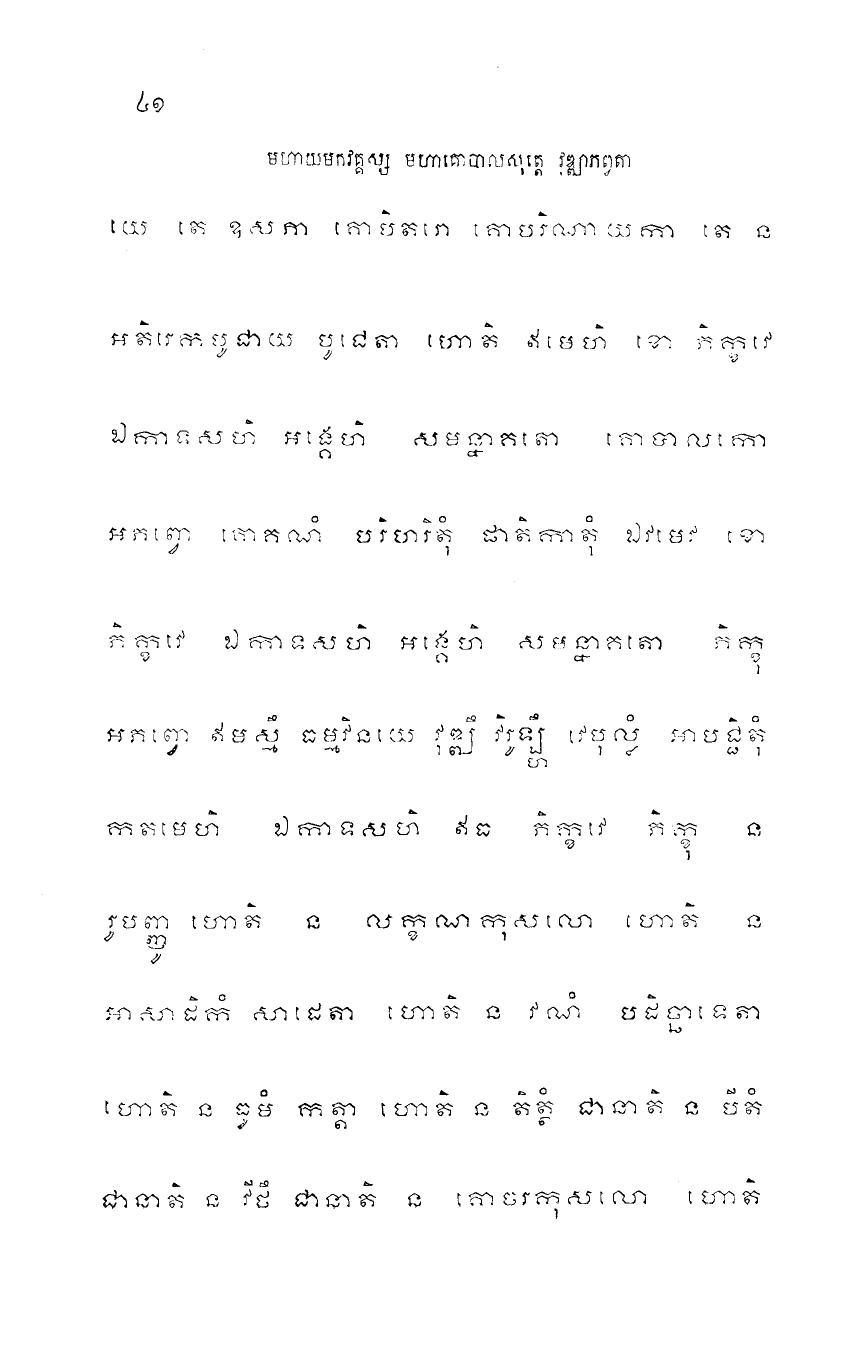 ៤១
មហាយមកវគ្គស្ស មហាគោបាលសុត្តេ វុឌ្ឍាភព្វតា
យេ តេ ឧសភា គោបិតរោ គោបរិណាយកា តេ ន
អតិរេកបូជាយ បូជេតា ហោតិ ឥមេហិ ខោ ភិក្ខវេ
ឯកាទសហិ អង្គេហិ សមន្នាគតោ គោបាលកោ
អភព្វោ គោគណំ បរិហរិតុំ ផាតិកាតុំ ឯវមេវ ខោ
ភិក្ខវេ ឯកាទសហិ អង្គេហិ សមន្នាគតោ ភិក្ខុ
អភព្វោ ឥមស្មឹ ធម្មវិនយេ វុឌ្ឍឹ វិរូឡ្ហឹ វេបុល្លំ អាបជ្ជិតុំ
កតមេហិ ឯកាទសហិ ឥធ ភិក្ខវេ ភិក្ខុ ន
រូបញ្ញូ ហោតិ ន លក្ខណកុសលោ ហោតិ ន
អាសាដិកំ សាដេតា ហោតិ ន វណំ បដិច្ឆាទេតា
ហោតិ ន ធូមំ កត្តា ហោតិ ន តិត្ថំ ជានាតិ ន បីតំ
ជានាតិ ន វីថឹ ជានាតិ ន គោចរកុសលោ ហោតិ